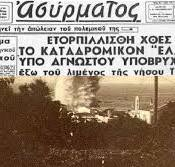 Ἀσύρματος
τὴν ἀπώλειαν τοῦ πολεμικοῦ της
ΕΤΟΡΠΙΛΛΙΣΘΗ ΧΘΕΣ
ΤΟ ΚΑΤΑΔΡΟΜΙΚΟΝ "ΕΛ
ΥΠΟ ΑΓΝΩΣΤΟΥ ΥΠΟΒΡΥΧ
ἔξω τοῦ λιμένος τῆς νήσου Τ